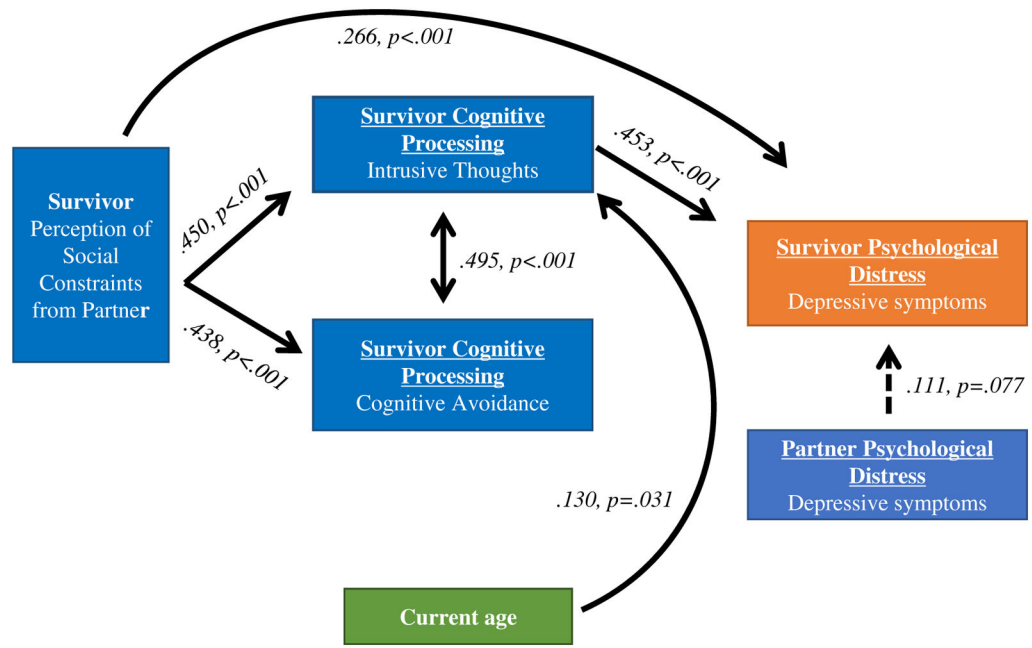 .266, p<.001
Survivor Cognitive
Processing
Intrusive Thoughts
.453, p<.001
Survivor
Perception of
Social
Constraints
from Partner
.450, p<.001
.438, p<.001
.495, p<.001
Survivor Cognitive
Processing
Cognitive Avoidance
Survivor Psychological
Distress
Depressive symptoms
.111, p=.077
Partner Psychological
Distress
Depressive symptoms
.130, p=.031
Current age